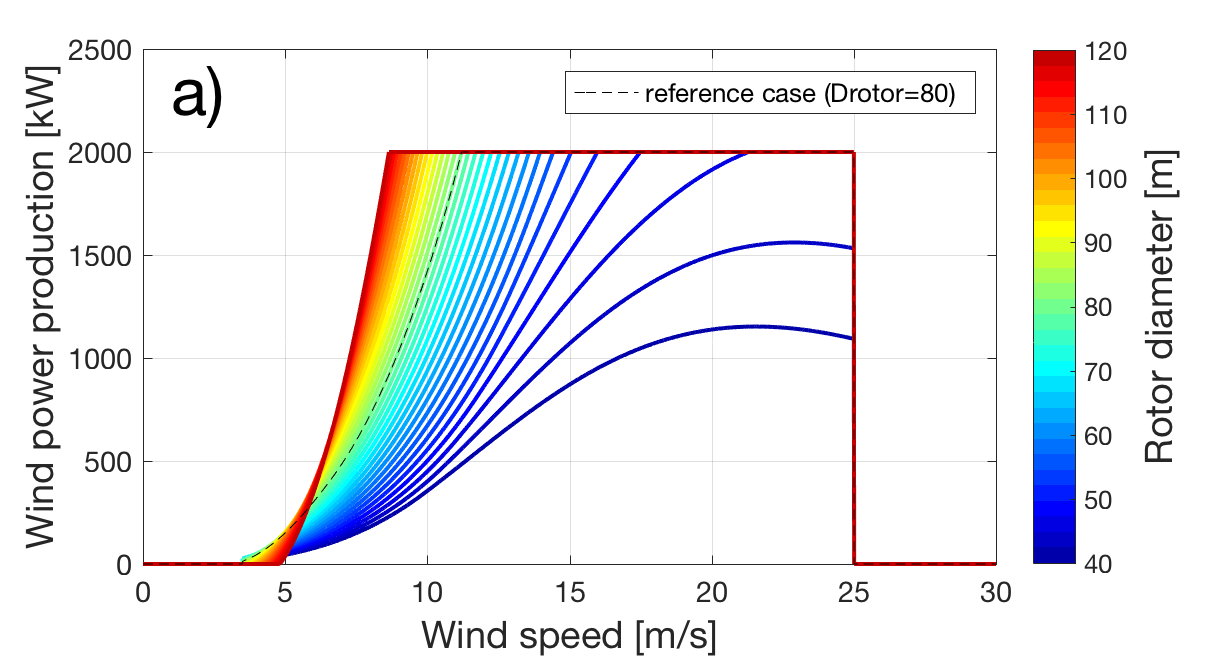 a)
reference case (Drotor=80)
Wind power production [kW]
2500
2000
1500
1000
500
0
0 5 10 15 20 25 30
Wind speed [m/s]
120
110
100
90
80
70
60
50
40
Rotor diameter [m]